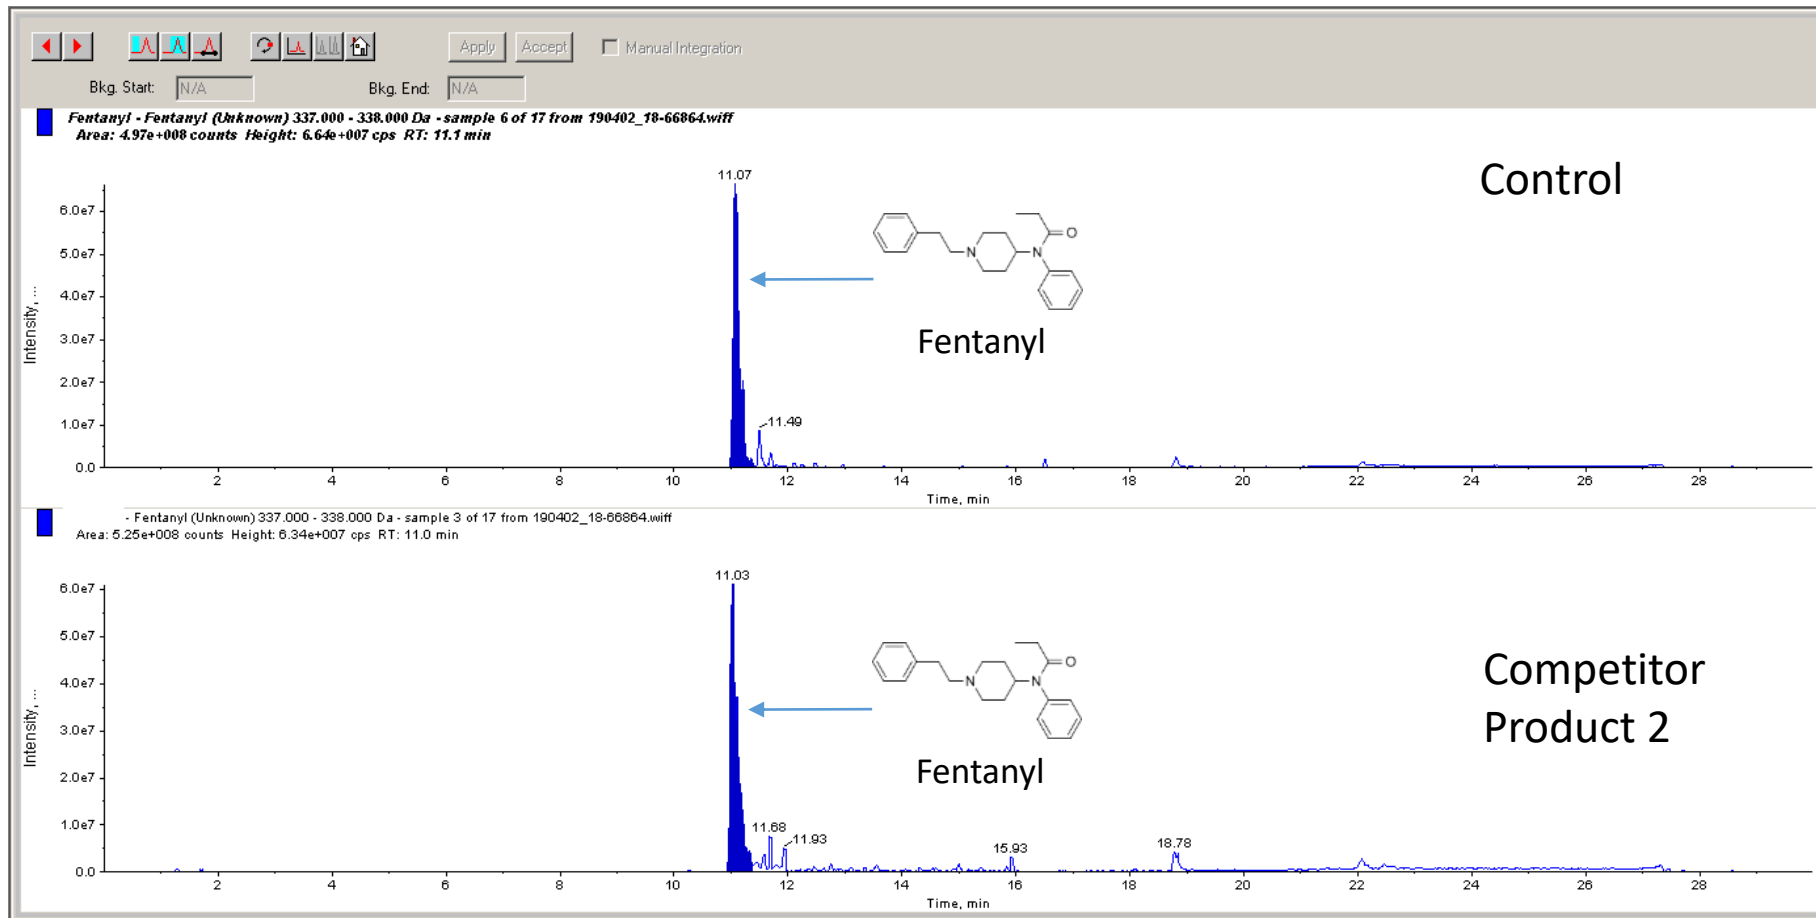 Apply Accept Manual Integration
Bkg. Start: N/A Bkg. End: N/A
Fentanyl - Fentanyl (Unknown) 337.000 - 338.000 Da - sample 6 of 17 from 190402_18-66864.wiff
Area: 4.97e+008 counts Height: 6.64e+007 cps RT: 11.1 min
Control
11.07
6.0e7
5.0e7
4.0e7
3.0e7
2.0e7
1.0e7
0.0
Intensity, ...
O
N
N
Fentanyl
11.49
2 4 6 8 10 12 14 16 18 20 22 24 26 28
Time, min
- Fentanyl (Unknown) 337.000 - 338.000 Da - sample 3 of 17 from 190402_18-66864.wiff
Area: 5.25e+008 counts Height: 6.34e+007 cps RT: 11.0 min
11.03
6.0e7
5.0e7
4.0e7
3.0e7
2.0e7
1.0e7
0.0
Intensity, ...
O
N
N
Fentanyl
Competitor
Product 2
11.68
11.93
15.93
18.78
2 4 6 8 10 12 14 16 18 20 22 24 26 28
Time, min